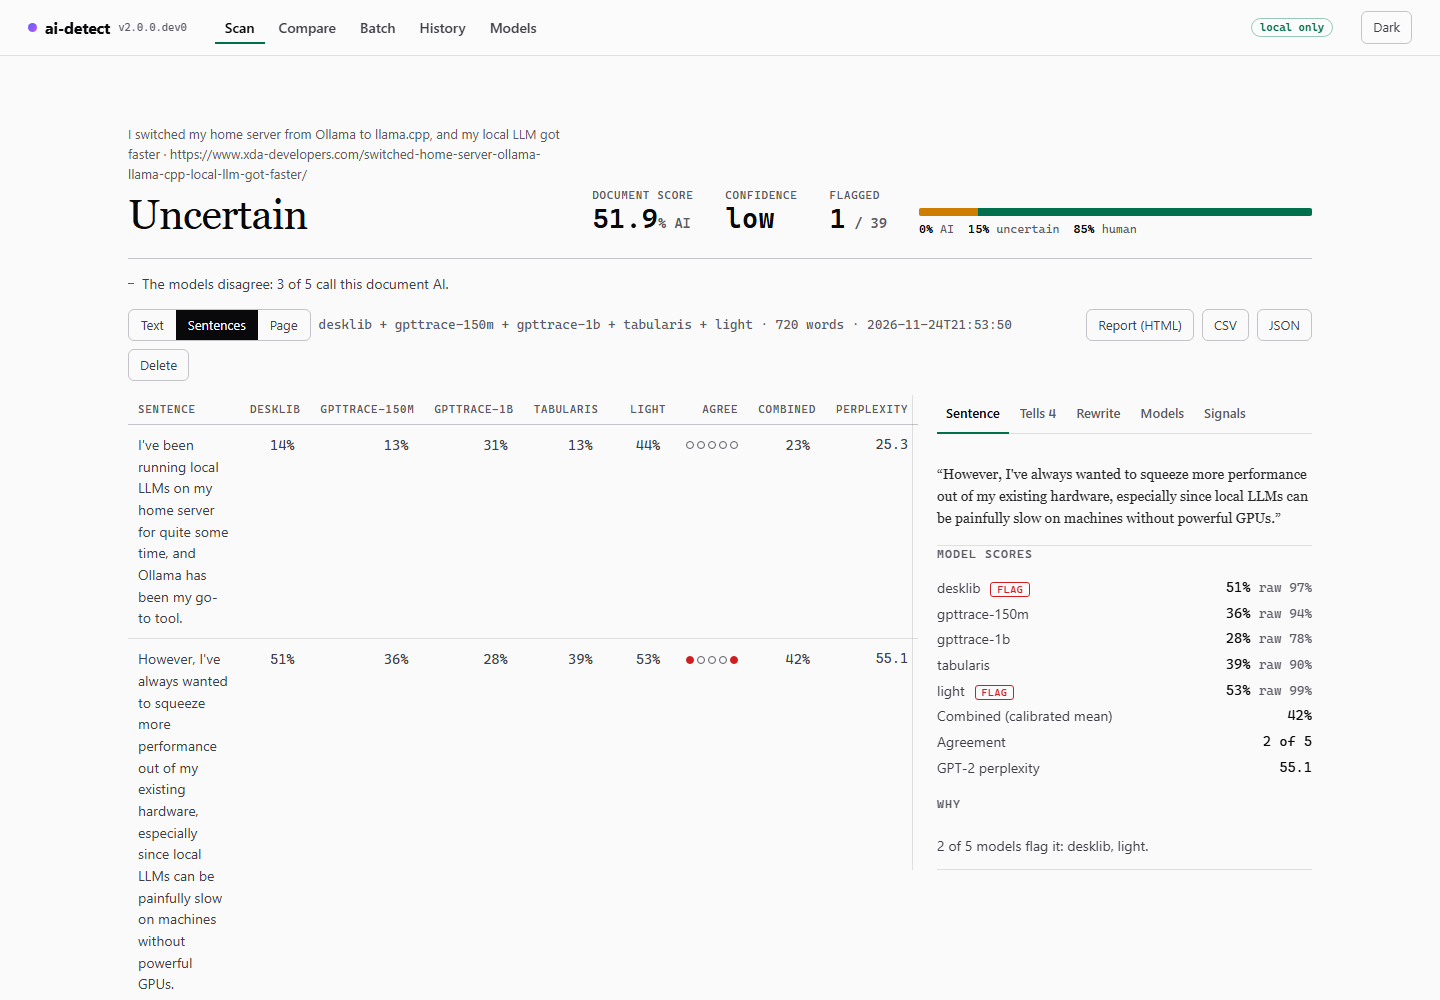 ai-detect v2.0.0.dev0 Scan Compare Batch History Models local only Dark
I switched my home server from Ollama to llama.cpp, and my local LLM got
faster · https://www.xda-developers.com/switched-home-server-ollama-
llama-cpp-local-llm-got-faster/
Uncertain
DOCUMENT SCORE
51.9% AI
CONFIDENCE
low
FLAGGED
1 / 39
0% AI 15% uncertain 85% human
– The models disagree: 3 of 5 call this document AI.
Text Sentences Page desklib + gpttrace-150m + gpttrace-1b + tabularis + light · 720 words · 2026-11-24T21:53:50 Report (HTML) CSV JSON
Delete
SENTENCE DESKLIB GPTTRACE-150M GPTTRACE-1B TABULARIS LIGHT AGREE COMBINED PERPLEXITY
I've been 14% 13% 31% 13% 44% 23% 25.3
running local
LLMs on my
home server
for quite some
time, and
Ollama has
been my go-
to tool.
However, I've 51% 36% 28% 39% 53% 42% 55.1
always wanted
to squeeze
more
performance
out of my
existing
hardware,
especially
since local
LLMs can be
painfully slow
on machines
without
powerful
GPUs.
Sentence Tells 4 Rewrite Models Signals
“However, I've always wanted to squeeze more performance
out of my existing hardware, especially since local LLMs can
be painfully slow on machines without powerful GPUs.”
MODEL SCORES
desklib FLAG 51% raw 97%
gpttrace-150m 36% raw 94%
gpttrace-1b 28% raw 78%
tabularis 39% raw 90%
light FLAG 53% raw 99%
Combined (calibrated mean) 42%
Agreement 2 of 5
GPT-2 perplexity 55.1
WHY
2 of 5 models flag it: desklib, light.